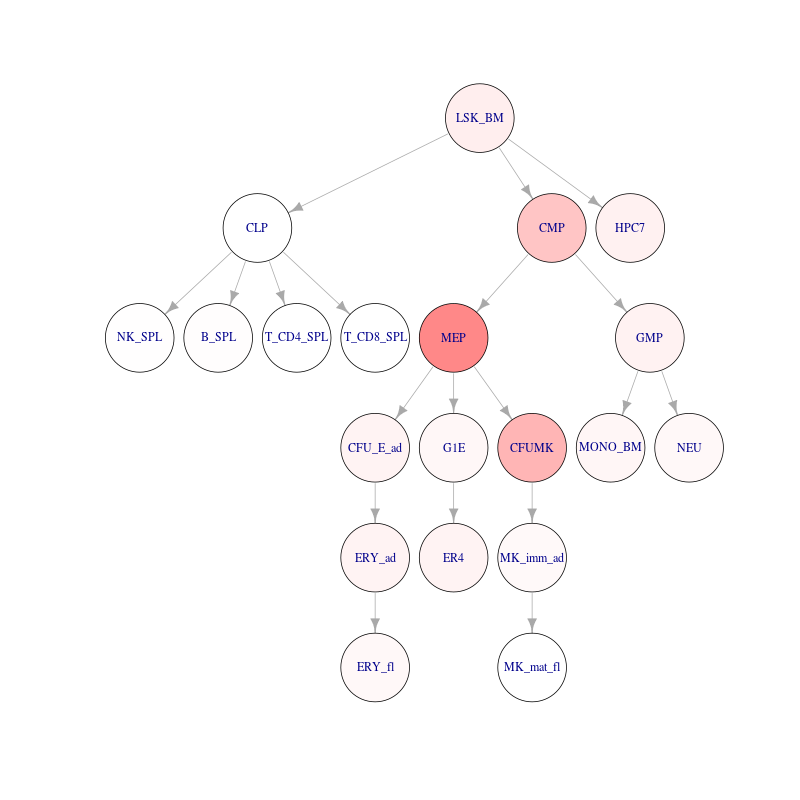 LSK_BM
CLP
CMP
HPC7
NK_SPL
B_SPL
T_CD4_SPL
T_CD8_SPL
MEP
GMP
CFU_E_ad
G1E
CFUMK
MONO_BM
NEU
ERY_ad
ER4
MK_imm_ad
ERY_fl
MK_mat_fl